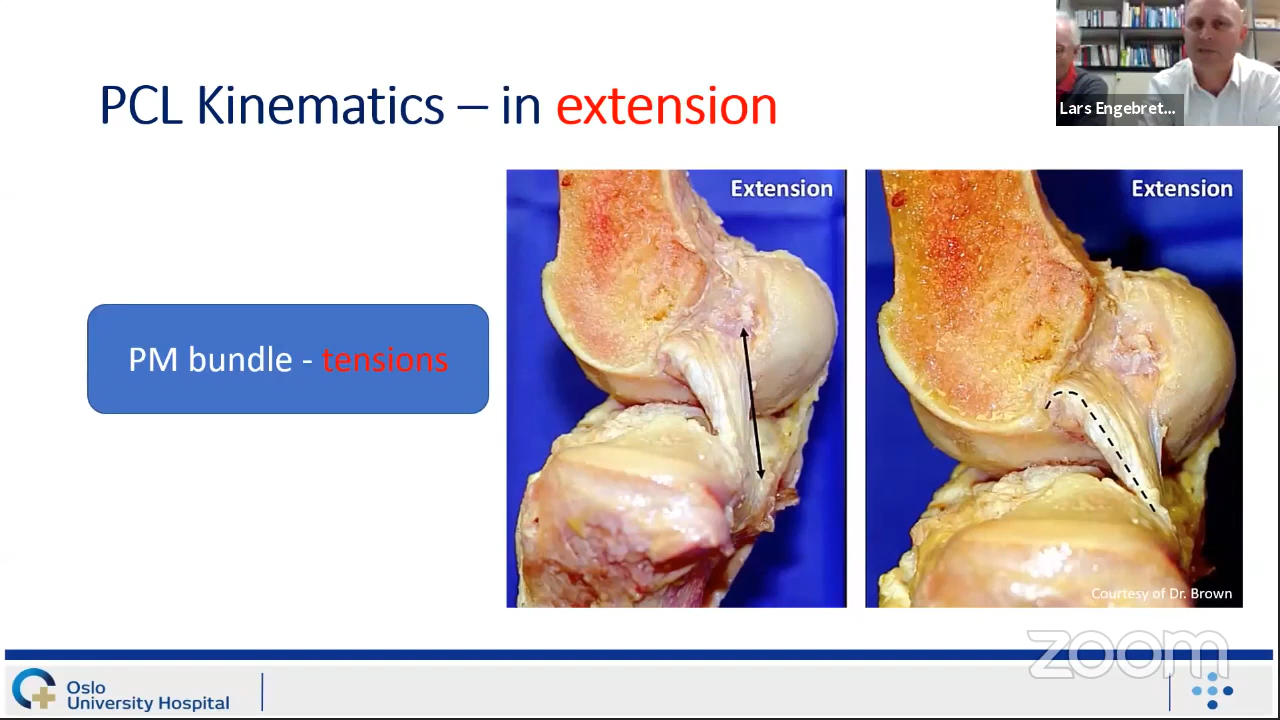 Lars Engebret...
PCL Kinematics – in extension
Extension
Extension
PM bundle - tensions
Courtesy of Dr. Brown
zoom
Oslo
University Hospital